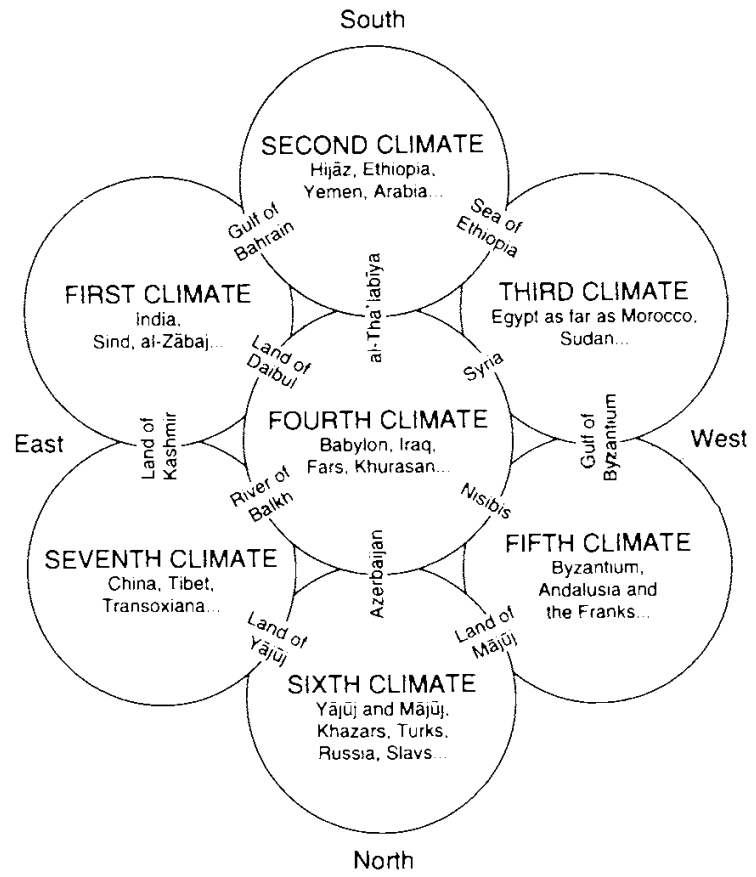 South
SECOND CLIMATE
Hijāz, Ethiopia,
Yemen, Arabia...
Gulf of
Bahrain
Sea of
Ethiopia
FIRST CLIMATE
India,
Sind, al-Zābaj...
al-Thaʿlabīya
THIRD CLIMATE
Egypt as far as Morocco,
Sudan...
Land of
Daibul
Syria
East
Land of
Kashmir
FOURTH CLIMATE
Babylon, Iraq,
Fars, Khurasan...
Gulf of
Byzantium
West
River of
Balkh
Nisibis
SEVENTH CLIMATE
China, Tibet,
Transoxiana...
Azerbaijan
FIFTH CLIMATE
Byzantium,
Andalusia and
the Franks...
Land of
Yājūj
Land of
Mājūj
SIXTH CLIMATE
Yājūj and Mājūj,
Khazars, Turks,
Russia, Slavs...
North